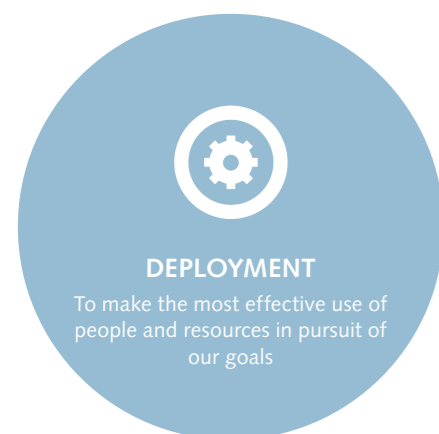 DEPLOYMENT
To make the most effective use of
people and resources in pursuit of
our goals